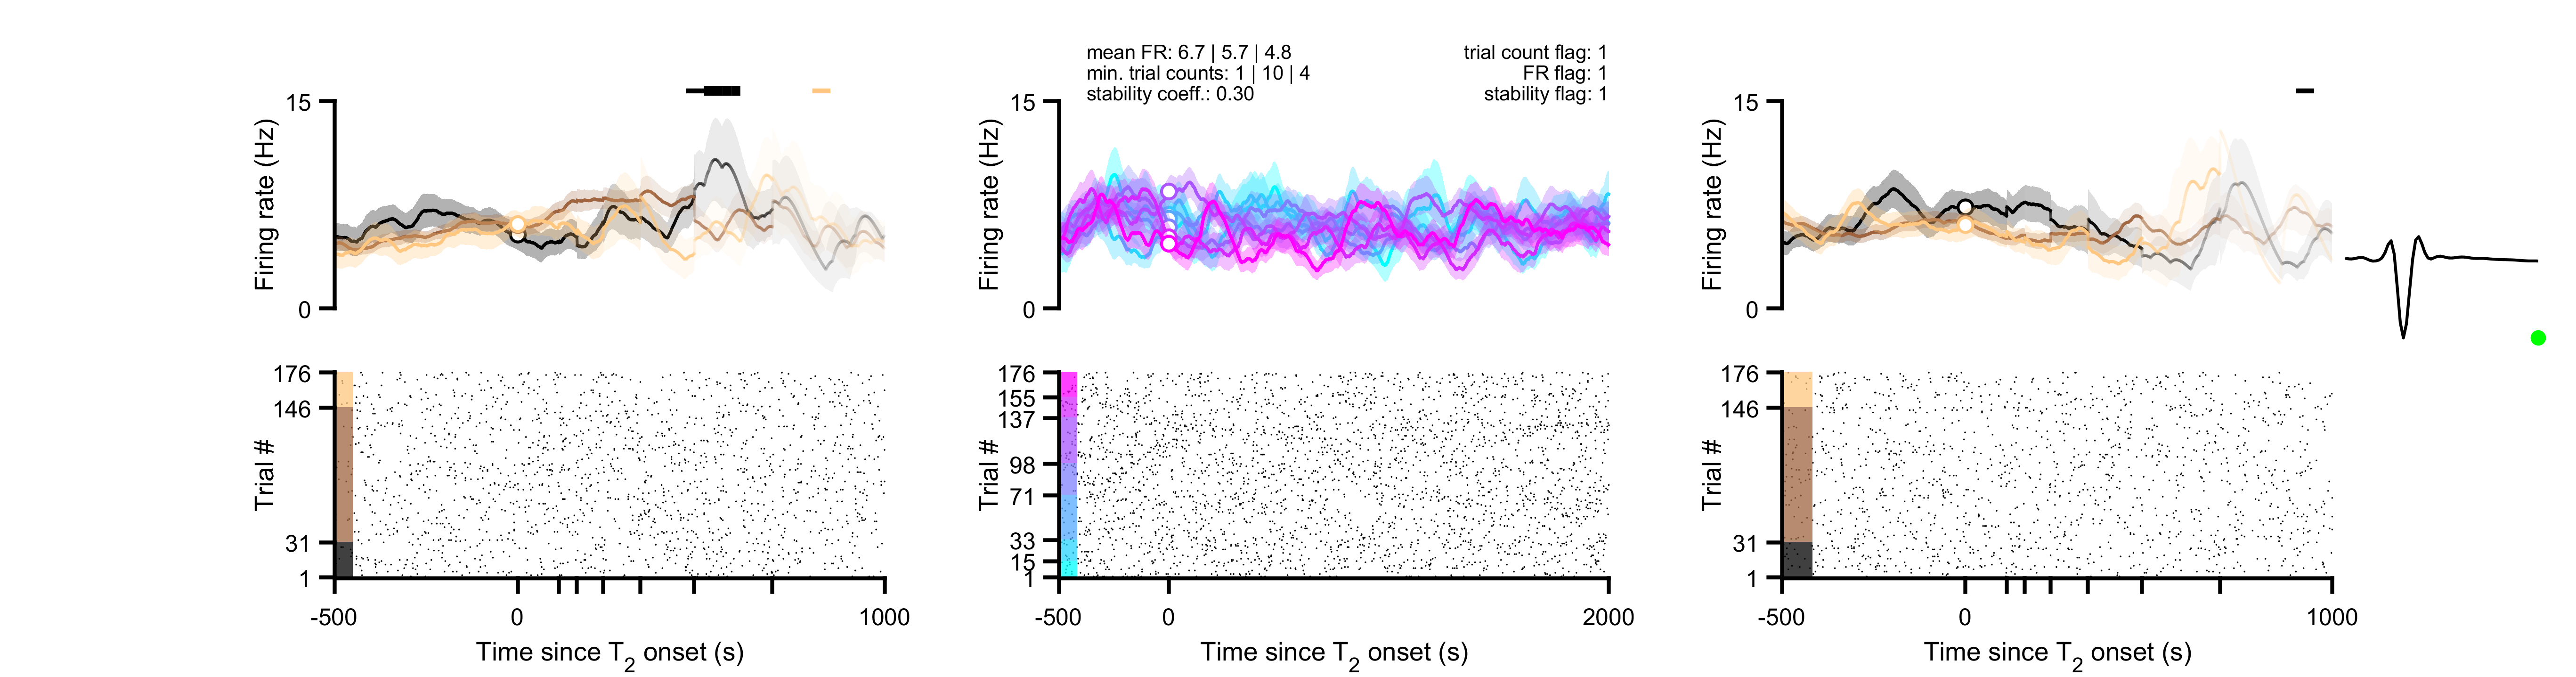 mean FR: 6.7 | 5.7 | 4.8
min. trial counts: 1 | 10 | 4
stability coeff.: 0.30
trial count flag: 1
FR flag: 1
stability flag: 1
15
0
Firing rate (Hz)
15
0
Firing rate (Hz)
15
0
Firing rate (Hz)
176
146
31
1
Trial #
-500
0
1000
Time since T2 onset (s)
176
155
137
98
71
33
15
1
Trial #
-500
0
2000
Time since T2 onset (s)
176
146
31
1
Trial #
-500
0
1000
Time since T2 onset (s)